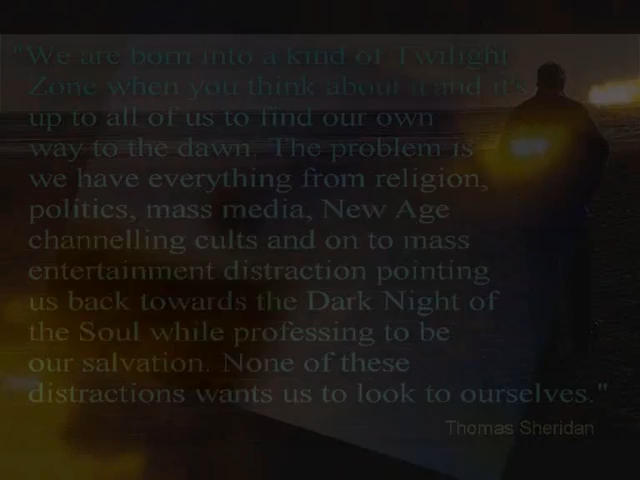 "We are born into a kind of Twilight
Zone when you think about it and it's
up to all of us to find our own
way to the dawn. The problem is
we have everything from religion,
politics, mass media, New Age
channelling cults and on to mass
entertainment distraction pointing
us back towards the Dark Night of
the Soul while professing to be
our salvation. None of these
distractions wants us to look to ourselves."
Thomas Sheridan